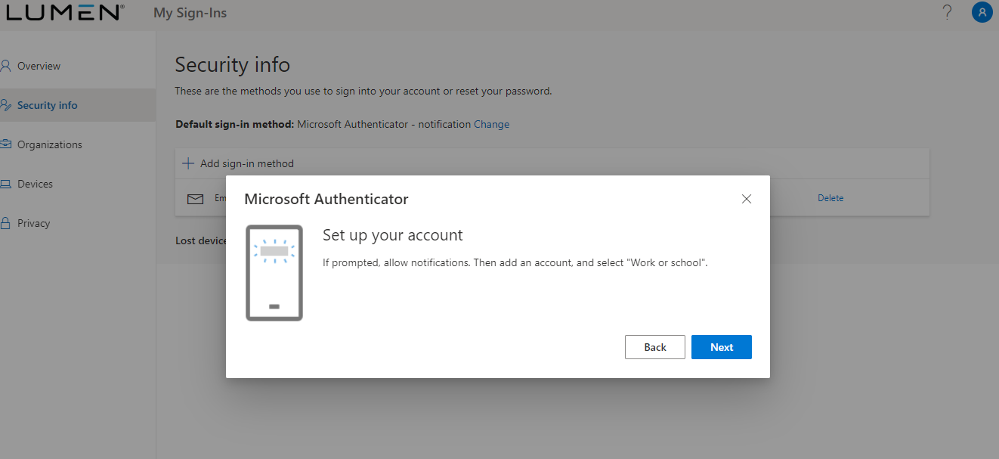 LUMEN® My Sign-Ins ?
Overview
Security info
Organizations
Devices
Privacy
Security info
These are the methods you use to sign into your account or reset your password.
Default sign-in method: Microsoft Authenticator - notification Change
Add sign-in method
Em
Delete
Lost device
Microsoft Authenticator
Set up your account
If prompted, allow notifications. Then add an account, and select "Work or school".
Back
Next